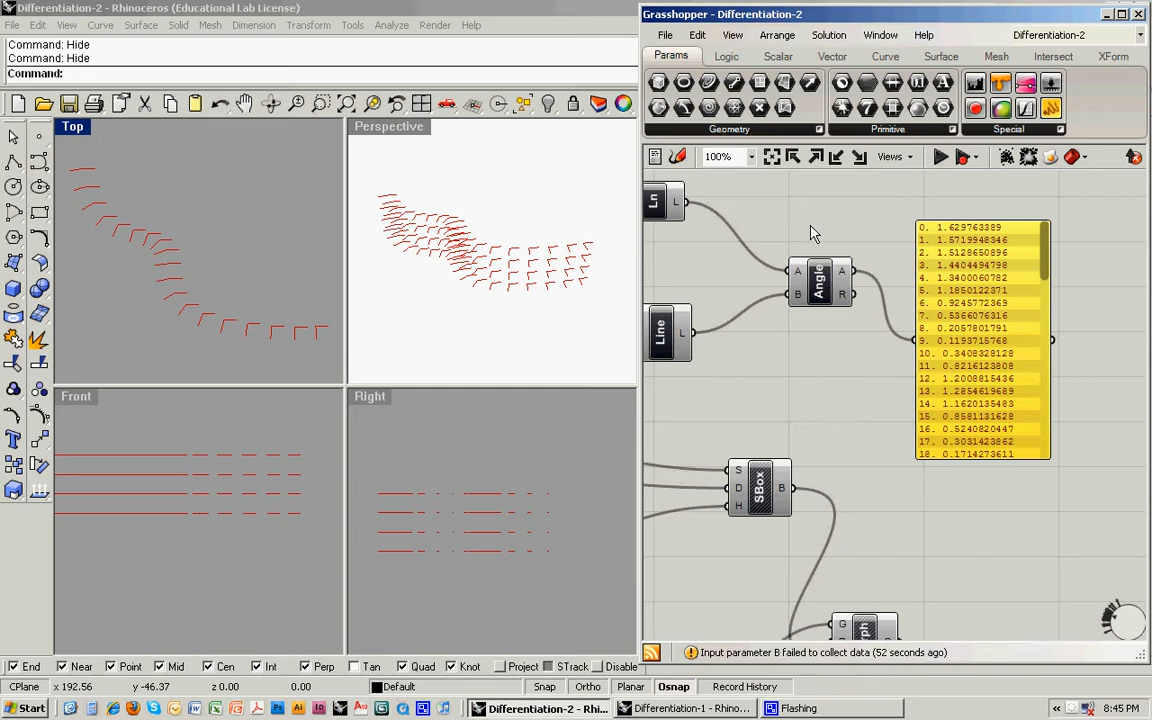 Differentiation-2 - Rhinoceros (Educational Lab License)
File Edit View Curve Surface Solid Mesh Dimension Transform Tools Analyze Render Help
Command: Hide
Command: Hide
Command:
Top
Perspective
Front
Right
End Near Point Mid Cen Int Perp Tan Quad Knot Project STrack Disable
CPlane x 192.56 y -46.37 z 0.00 0.00 Default Snap Ortho Planar Osnap Record History
Grasshopper - Differentiation-2
File Edit View Arrange Solution Window Help Differentiation-2
Params Logic Scalar Vector Curve Surface Mesh Intersect XForm
Geometry Primitive Special
100% Views
Ln L
A B Angle A R
Line L
S D H SBox B
G
0. 1.629763389
1. 1.5719948346
2. 1.5128650896
3. 1.4404494798
4. 1.3400060782
5. 1.1850122371
6. 0.9245772369
7. 0.5366076316
8. 0.2057801791
9. 0.1193715768
10. 0.3408328128
11. 0.8216123808
12. 1.2008815436
13. 1.2854619689
14. 1.1620135483
15. 0.8581131628
16. 0.5240820447
17. 0.3031423862
18. 0.1714273611
Input parameter B failed to collect data (52 seconds ago)
Start Differentiation-2 - Rhi... Differentiation-1 - Rhino... Flashing 8:45 PM